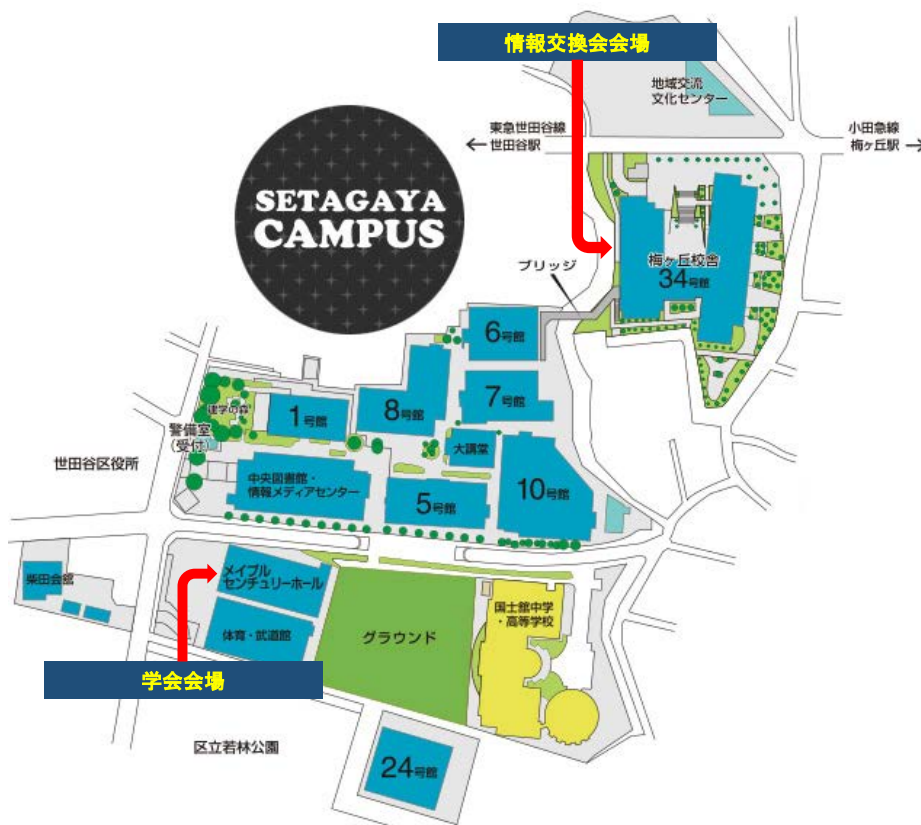 情報交換会会場
地域交流
文化センター
東急世田谷線
←世田谷駅
小田急線
梅ヶ丘駅→
SETAGAYA
CAMPUS
梅ヶ丘校舎
34号館
ブリッジ
6号館
7号館
8号館
1号館
建学の森
警備室
(受付)
大講堂
世田谷区役所
中央図書館・
情報メディアセンター
5号館
10号館
メイプル
センチュリーホール
柴田会館
国士舘中学
・高等学校
体育・武道館
グラウンド
学会会場
区立若林公園
24号館